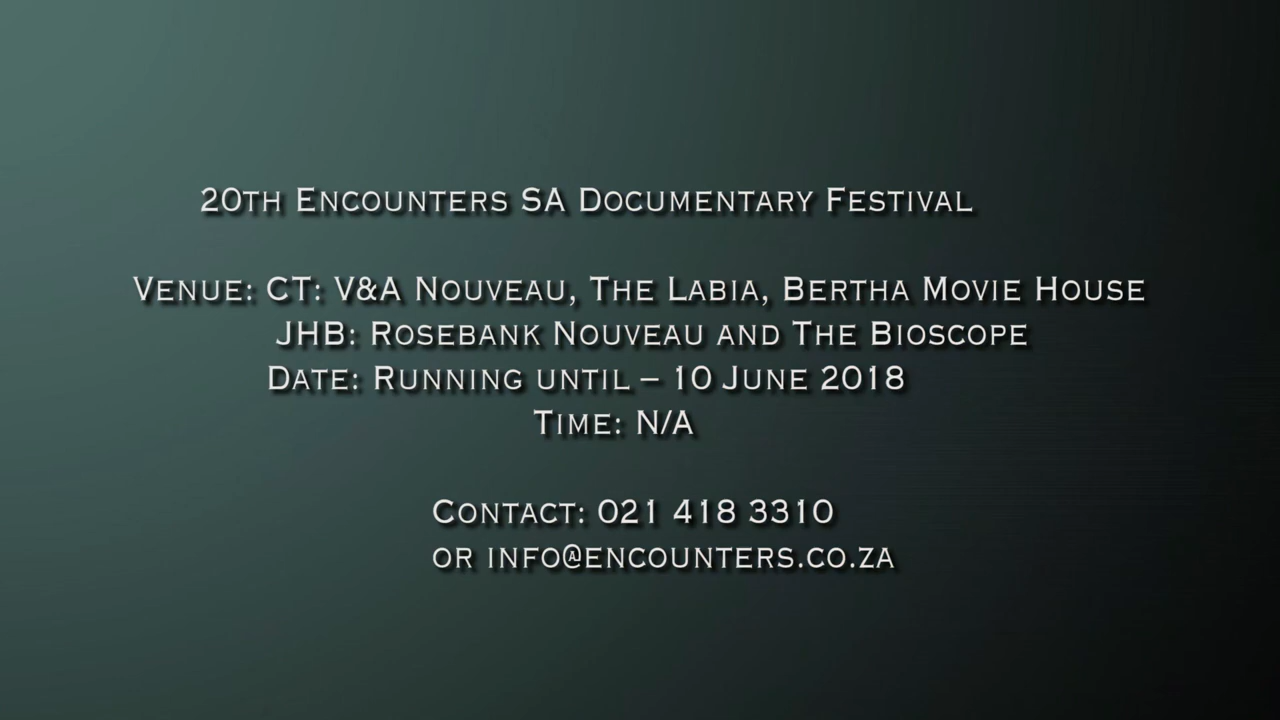 20th Encounters SA Documentary Festival
Venue: CT: V&A Nouveau, The Labia, Bertha Movie House
JHB: Rosebank Nouveau and The Bioscope
Date: Running until – 10 June 2018
Time: N/A
Contact: 021 418 3310
or info@encounters.co.za